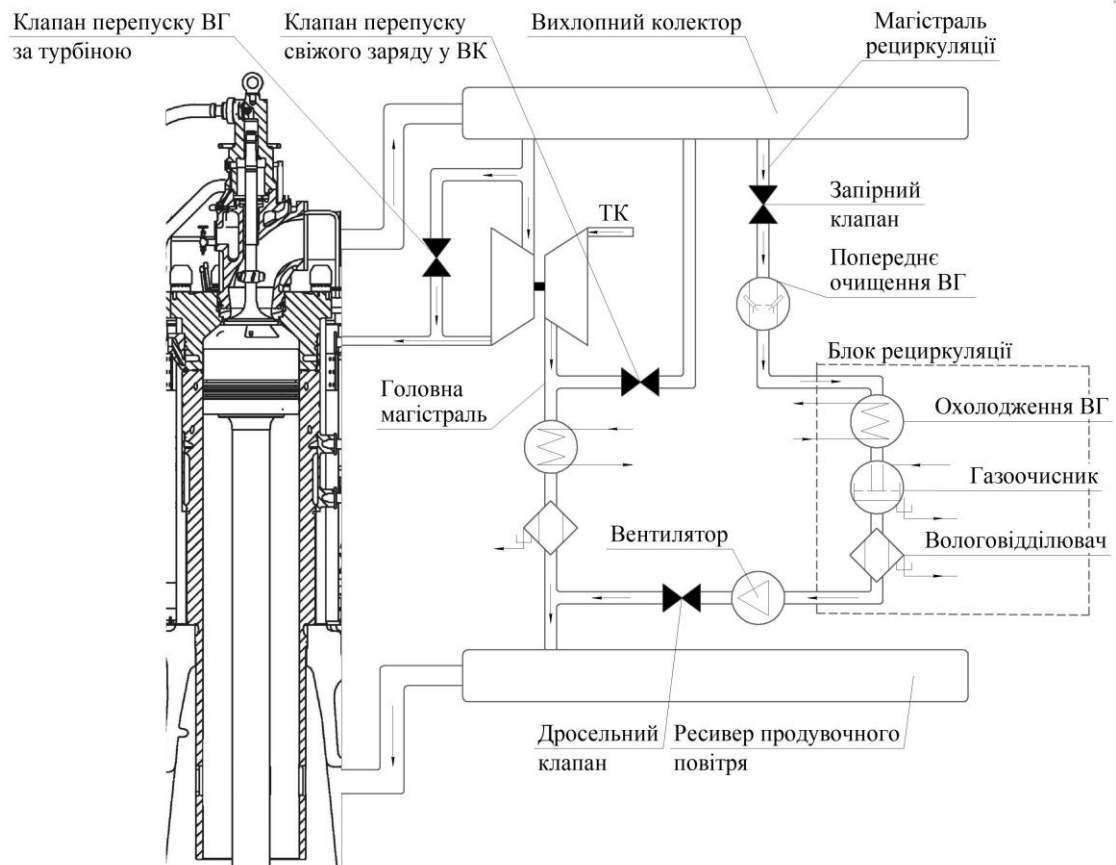 Клапан перепуску ВГ
за турбіною
Клапан перепуску
свіжого заряду у ВК
Вихлопний колектор
Магістраль
рециркуляції
Запірний
клапан
ТК
Попереднє
очищення ВГ
Блок рециркуляції
Головна
магістраль
Охолодження ВГ
Газоочисник
Вентилятор
Вологовідділювач
Дросельний
клапан
Ресивер продувочного
повітря